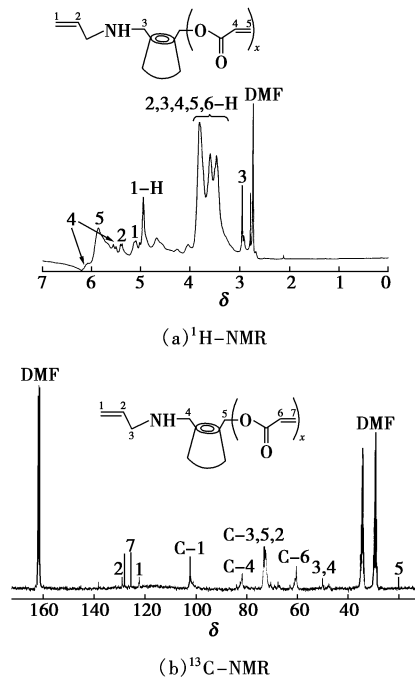 1 2 NH 3 ( O 4 5 )x
O
2,3,4,5,6-H DMF
1-H
4 5 2 1 3
7 6 5 4 3 2 1 0
δ
(a)¹H-NMR
DMF DMF
1 2 3 NH 4 5 ( O 6 7 )x
O
2 7 1 C-1 C-4 C-3,5,2 C-6 3,4 5
160 140 120 100 80 60 40
δ
(b)¹³C-NMR